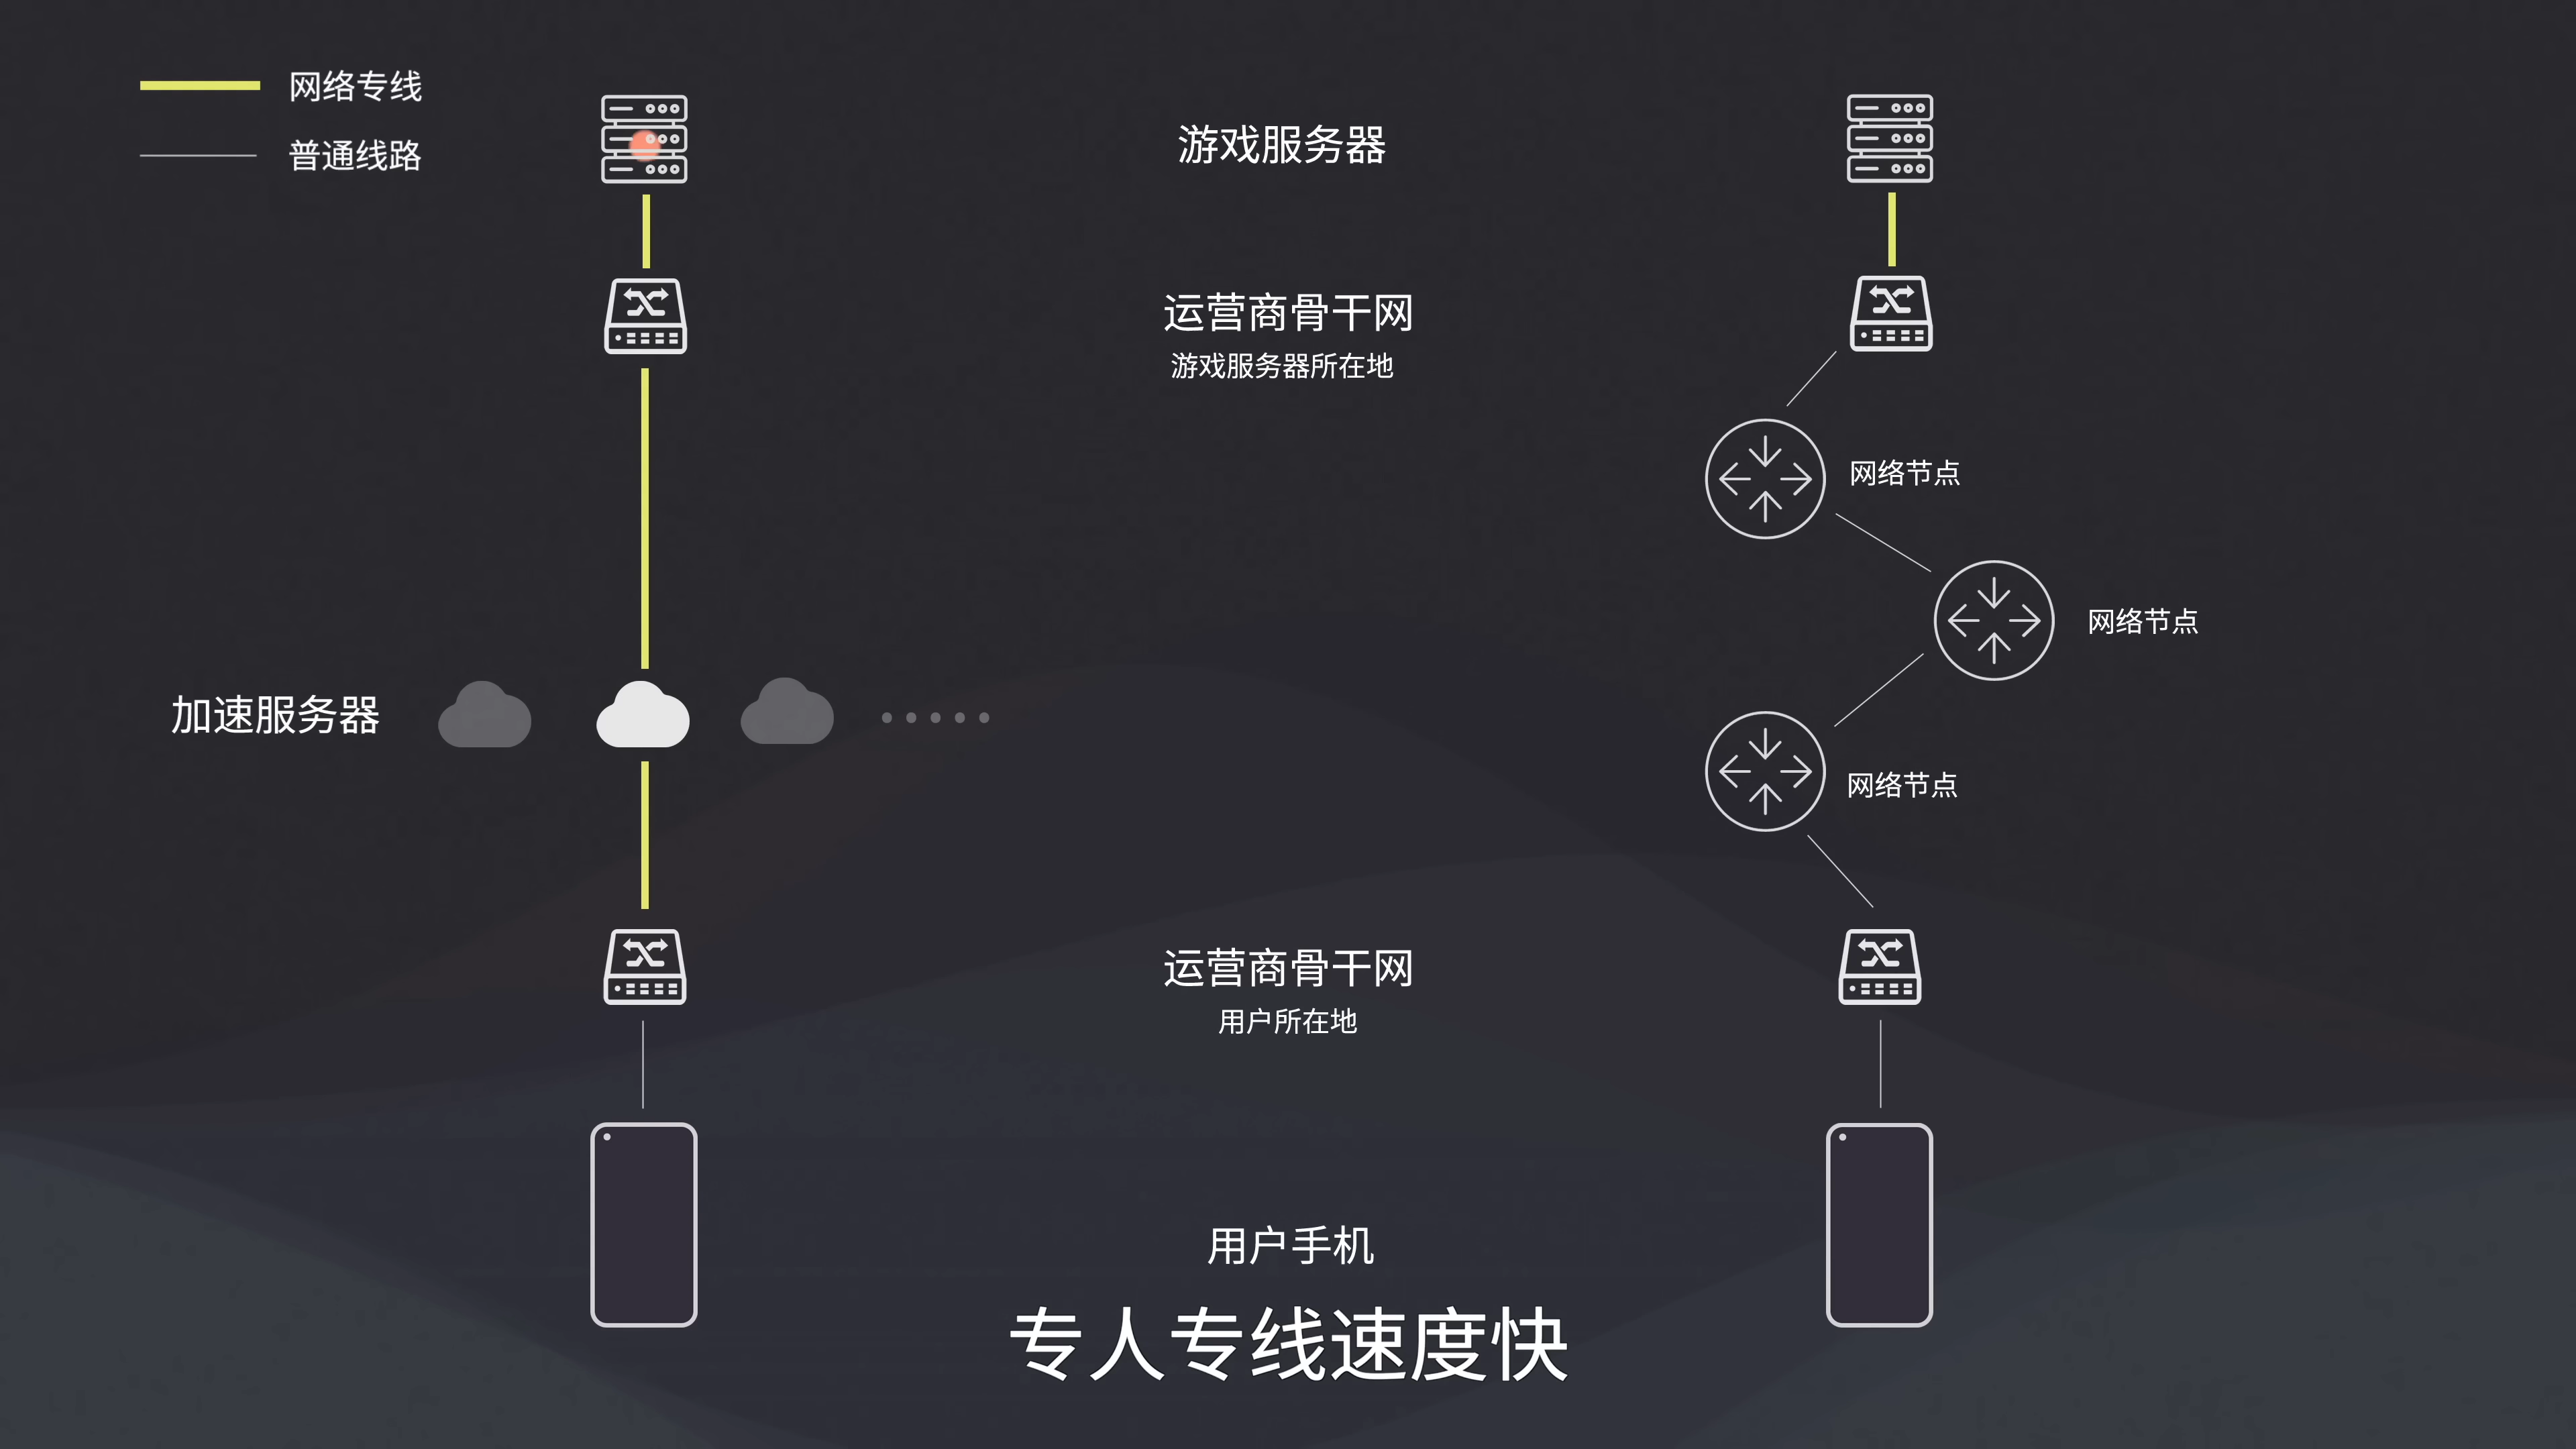 网络专线
普通线路
游戏服务器
运营商骨干网
游戏服务器所在地
网络节点
网络节点
加速服务器
网络节点
运营商骨干网
用户所在地
用户手机
专人专线速度快